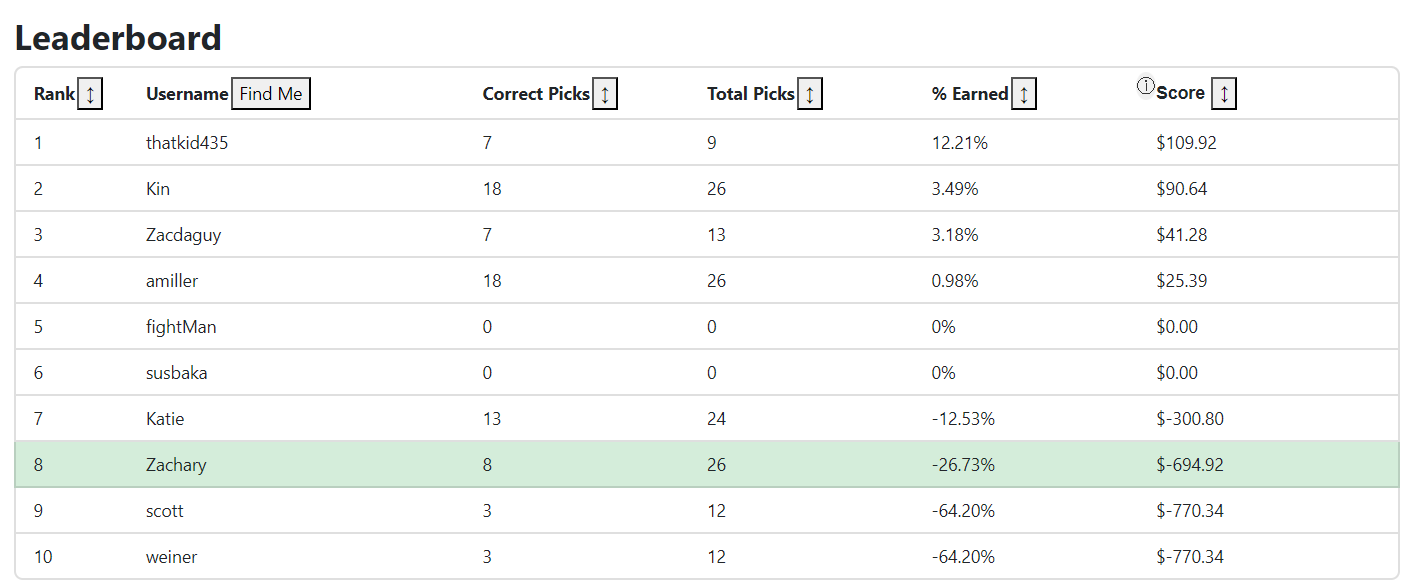 Leaderboard
Rank ↕ Username Find Me Correct Picks ↕ Total Picks ↕ % Earned ↕ ⓘ Score ↕
1 thatkid435 7 9 12.21% $109.92
2 Kin 18 26 3.49% $90.64
3 Zacdaguy 7 13 3.18% $41.28
4 amiller 18 26 0.98% $25.39
5 fightMan 0 0 0% $0.00
6 susbaka 0 0 0% $0.00
7 Katie 13 24 -12.53% $-300.80
8 Zachary 8 26 -26.73% $-694.92
9 scott 3 12 -64.20% $-770.34
10 weiner 3 12 -64.20% $-770.34